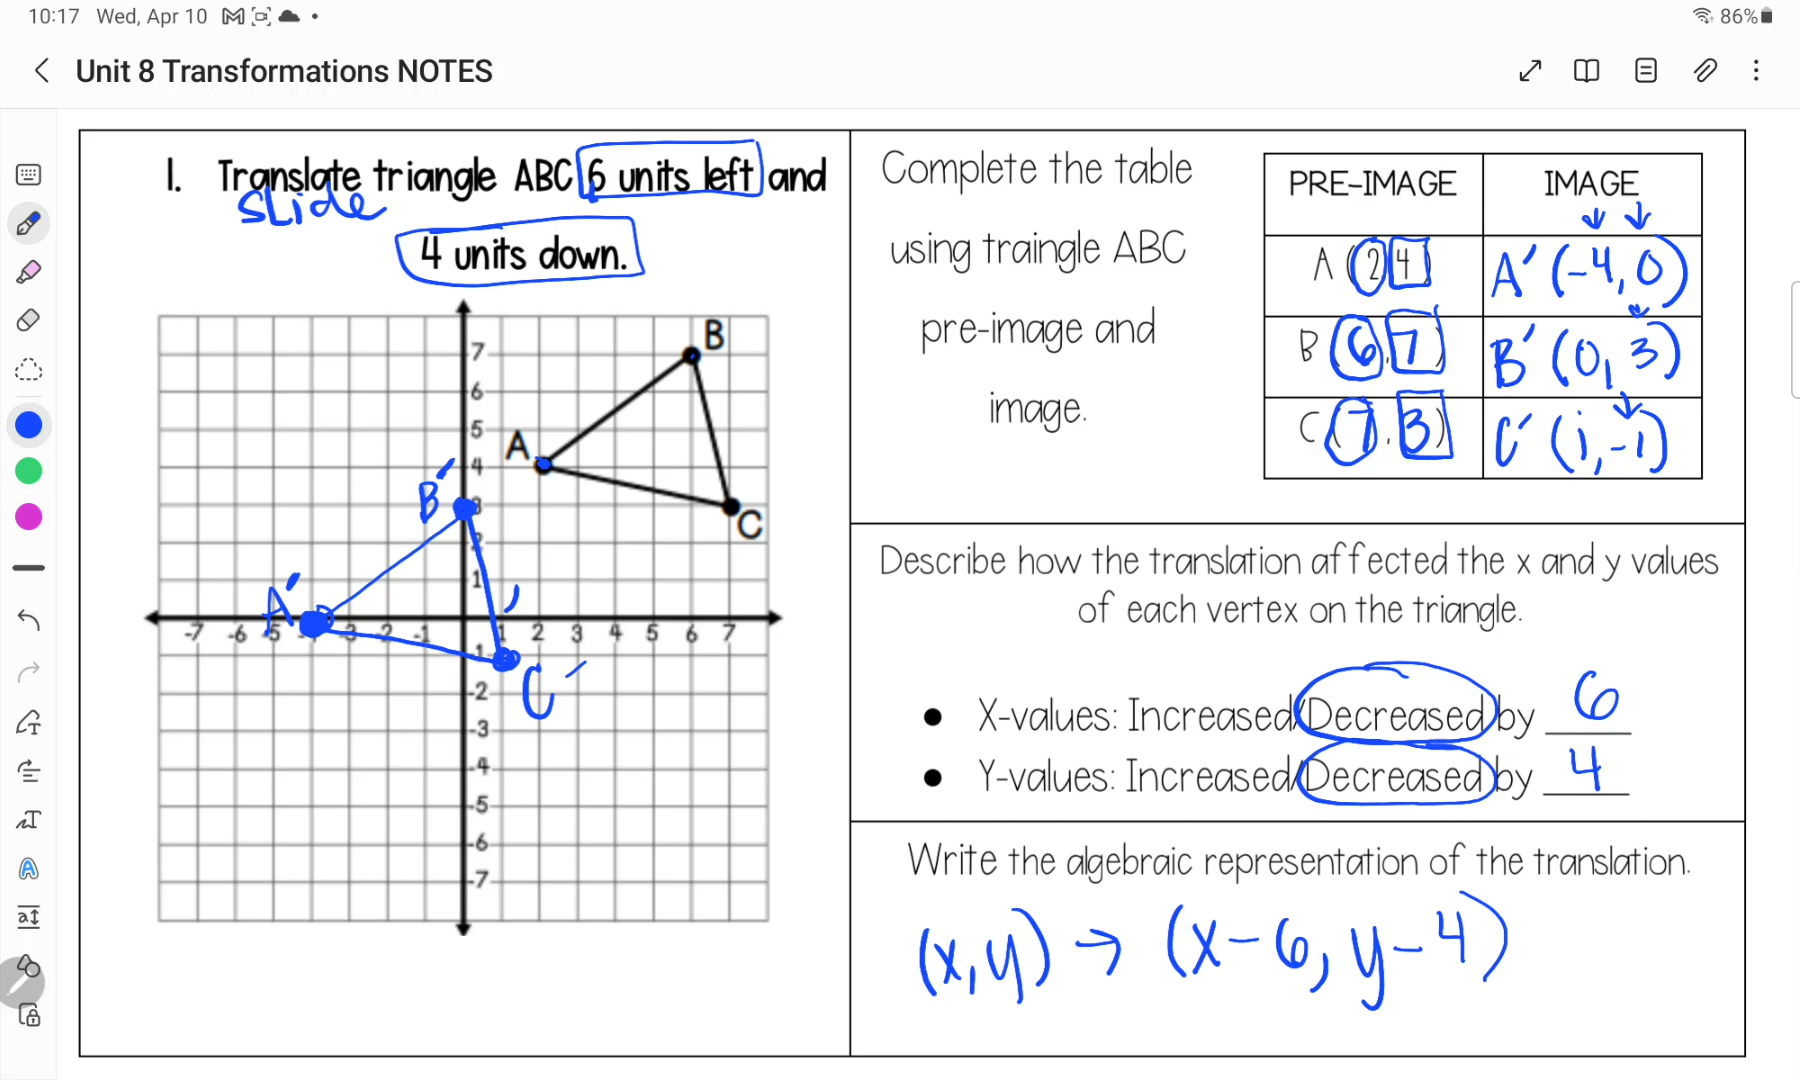 10:17 Wed, Apr 10
86%
Unit 8 Transformations NOTES
1. Translate triangle ABC 6 units left and
slide
4 units down.
B
7
6
5
A
4
B′
3
C
2
A′
1
-7 -6 -5 -4 -3 -2 -1 1 2 3 4 5 6 7
-1
C′
-2
-3
-4
-5
-6
-7
Complete the table
using traingle ABC
pre-image and
image.
PRE-IMAGE IMAGE
A (2, 4) A′ (-4, 0)
B (6, 7) B′ (0, 3)
C (7, 3) C′ (1, -1)
Describe how the translation affected the x and y values
of each vertex on the triangle.
● X-values: Increased/Decreased by 6
● Y-values: Increased/Decreased by 4
Write the algebraic representation of the translation.
(x, y) → (x-6, y-4)